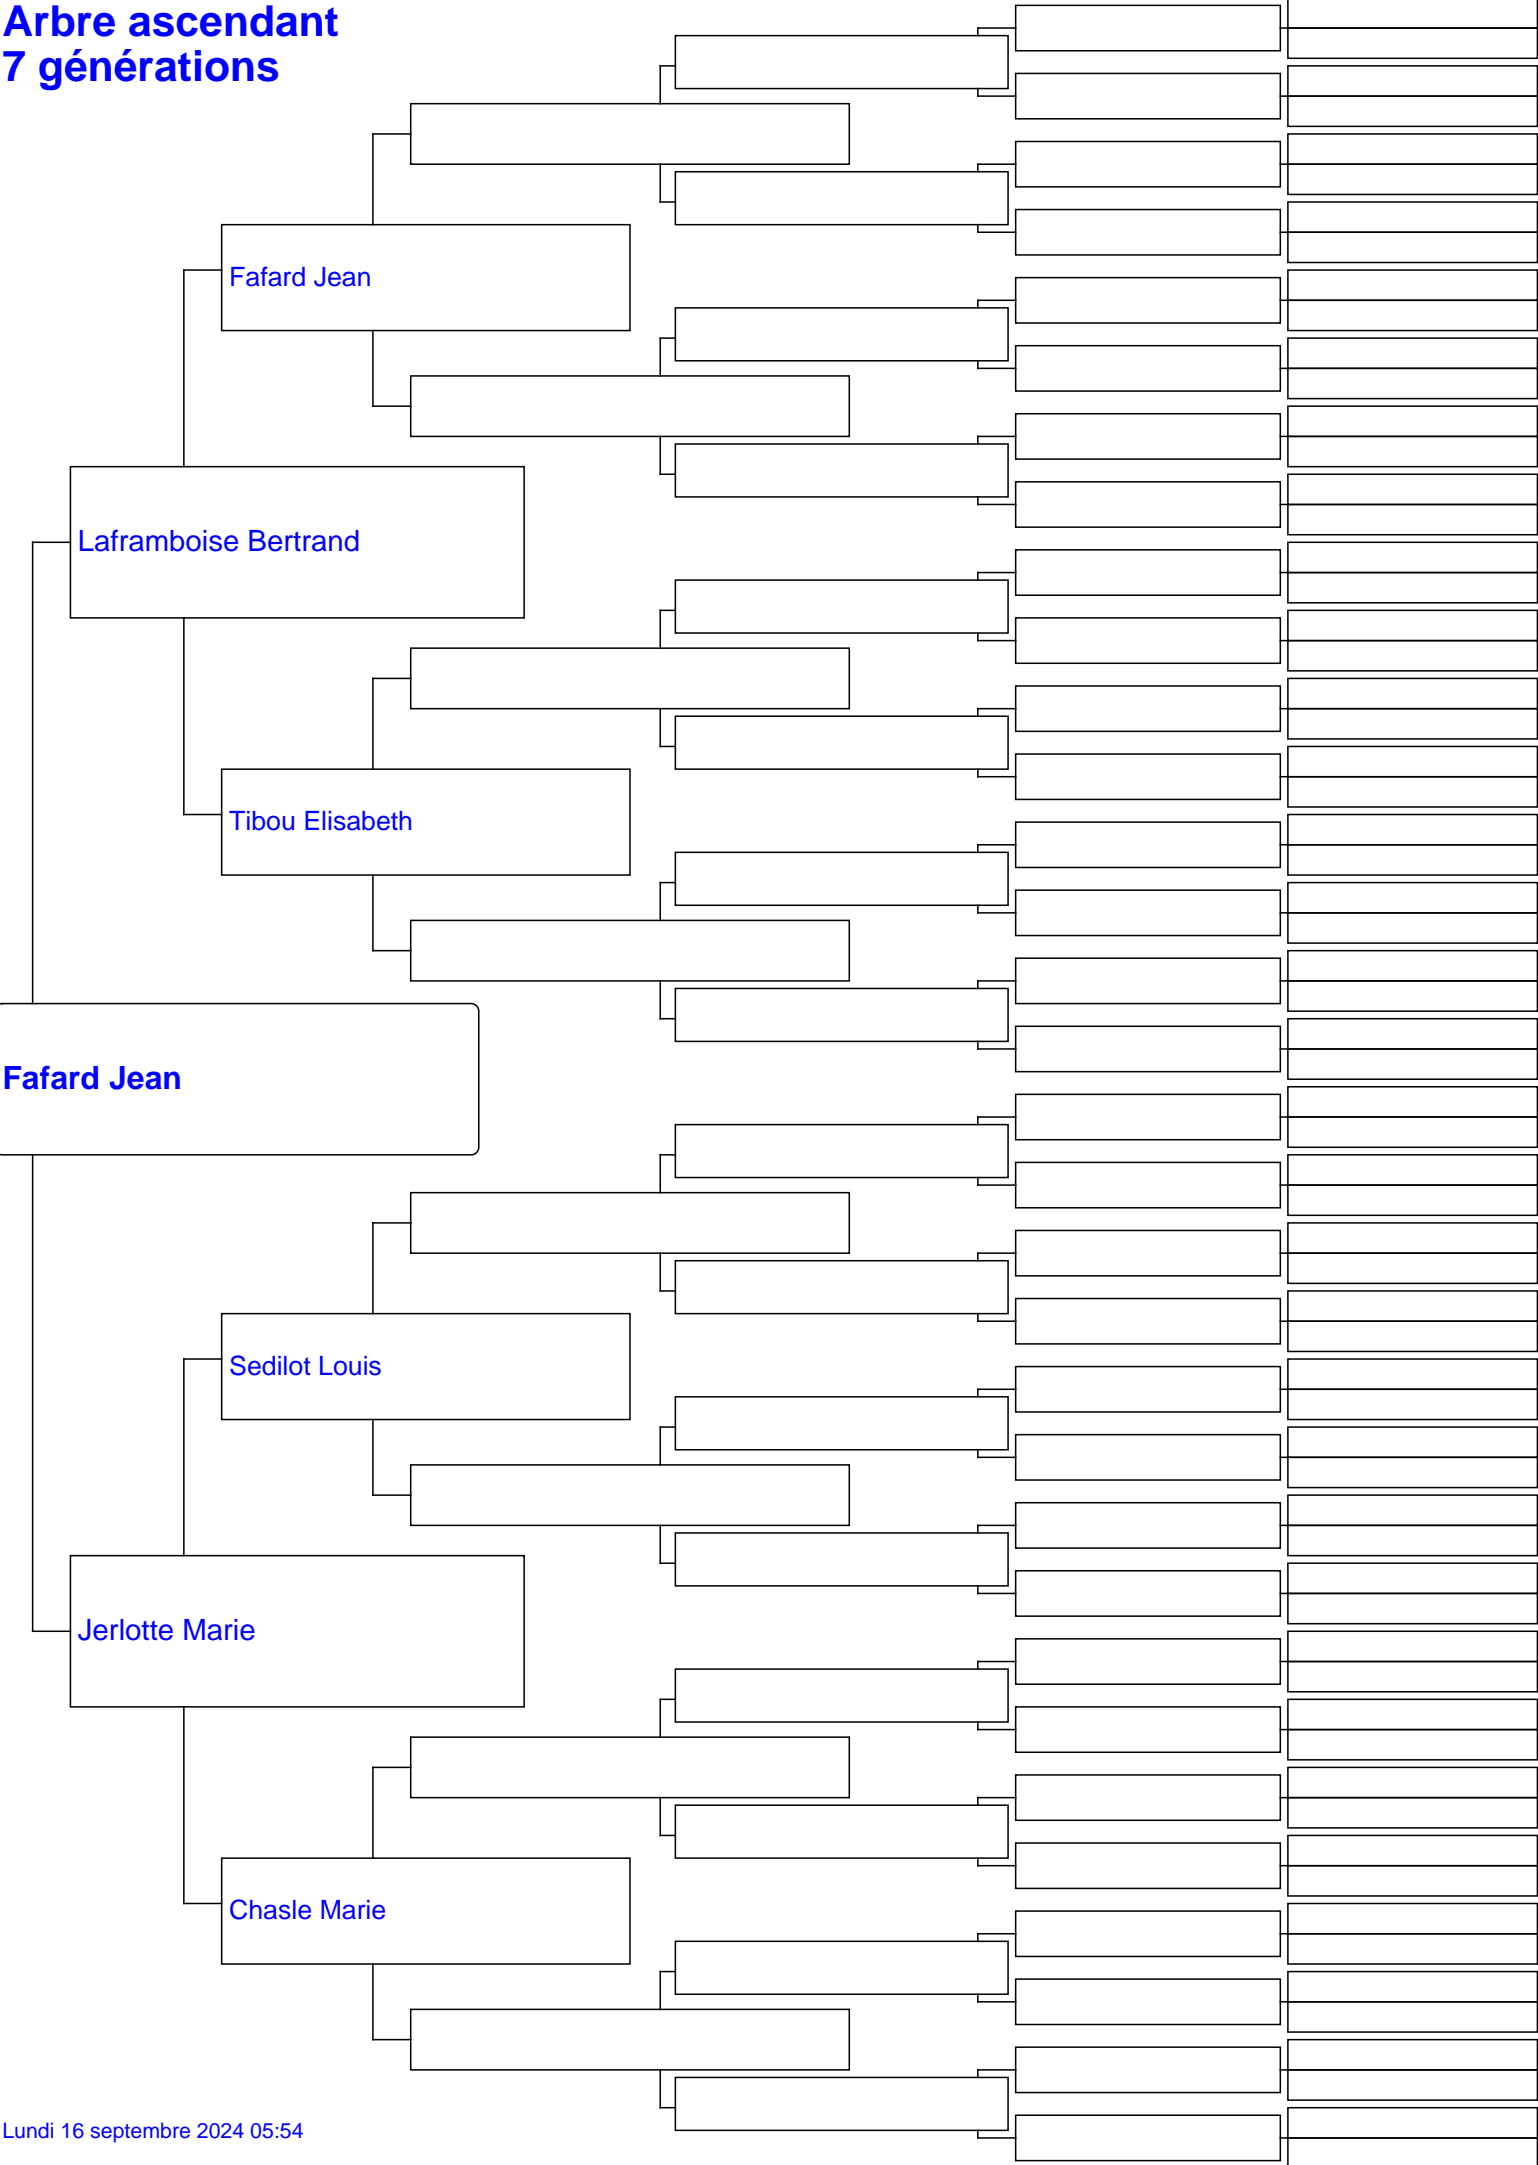 Arbre ascendant
7 générations
Fafard Jean
Laframboise Bertrand
Tibou Elisabeth
Fafard Jean
Sedilot Louis
Jerlotte Marie
Chasle Marie
Lundi 16 septembre 2024 05:54